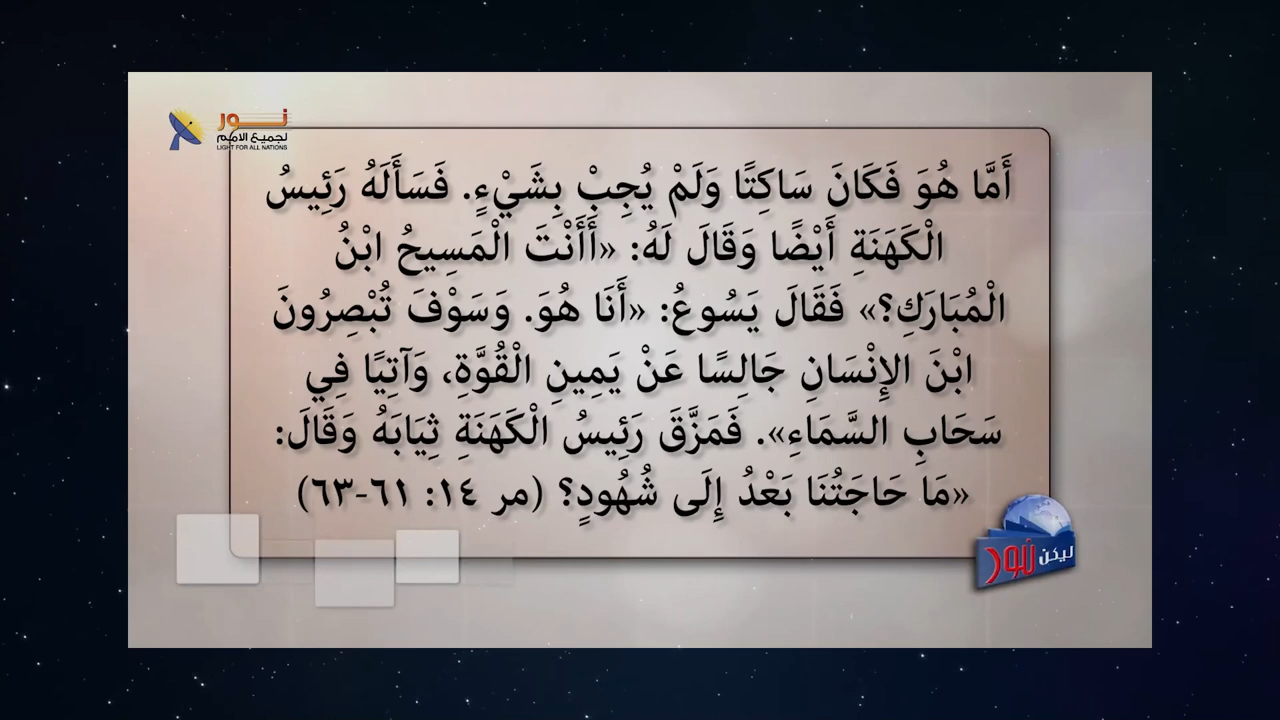 نور
لجميع الامم
LIGHT FOR ALL NATIONS
أَمَّا هُوَ فَكَانَ سَاكِتًا وَلَمْ يُجِبْ بِشَيْءٍ. فَسَأَلَهُ رَئِيسُ
الْكَهَنَةِ أَيْضًا وَقَالَ لَهُ: «أَأَنْتَ الْمَسِيحُ ابْنُ
الْمُبَارَكِ؟» فَقَالَ يَسُوعُ: «أَنَا هُوَ. وَسَوْفَ تُبْصِرُونَ
ابْنَ الإِنْسَانِ جَالِسًا عَنْ يَمِينِ الْقُوَّةِ، وَآتِيًا فِي
سَحَابِ السَّمَاءِ». فَمَزَّقَ رَئِيسُ الْكَهَنَةِ ثِيَابَهُ وَقَالَ:
«مَا حَاجَتُنَا بَعْدُ إِلَى شُهُودٍ؟ (مر ١٤: ٦١-٦٣)
ليكن نور